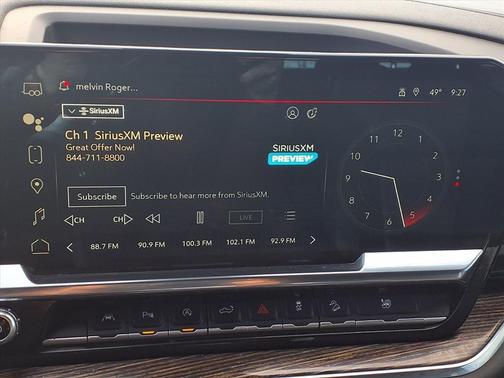 melvin Roger...
49° 9:27
SiriusXM
Ch 1 SiriusXM Preview
Great Offer Now!
844-711-8800
SIRIUSXM
PREVIEW
Subscribe Subscribe to hear more from SiriusXM.
CH CH LIVE
88.7 FM 90.9 FM 100.3 FM 102.1 FM 92.9 FM
12
1
2
3
4
5
6
7
8
9
10
11